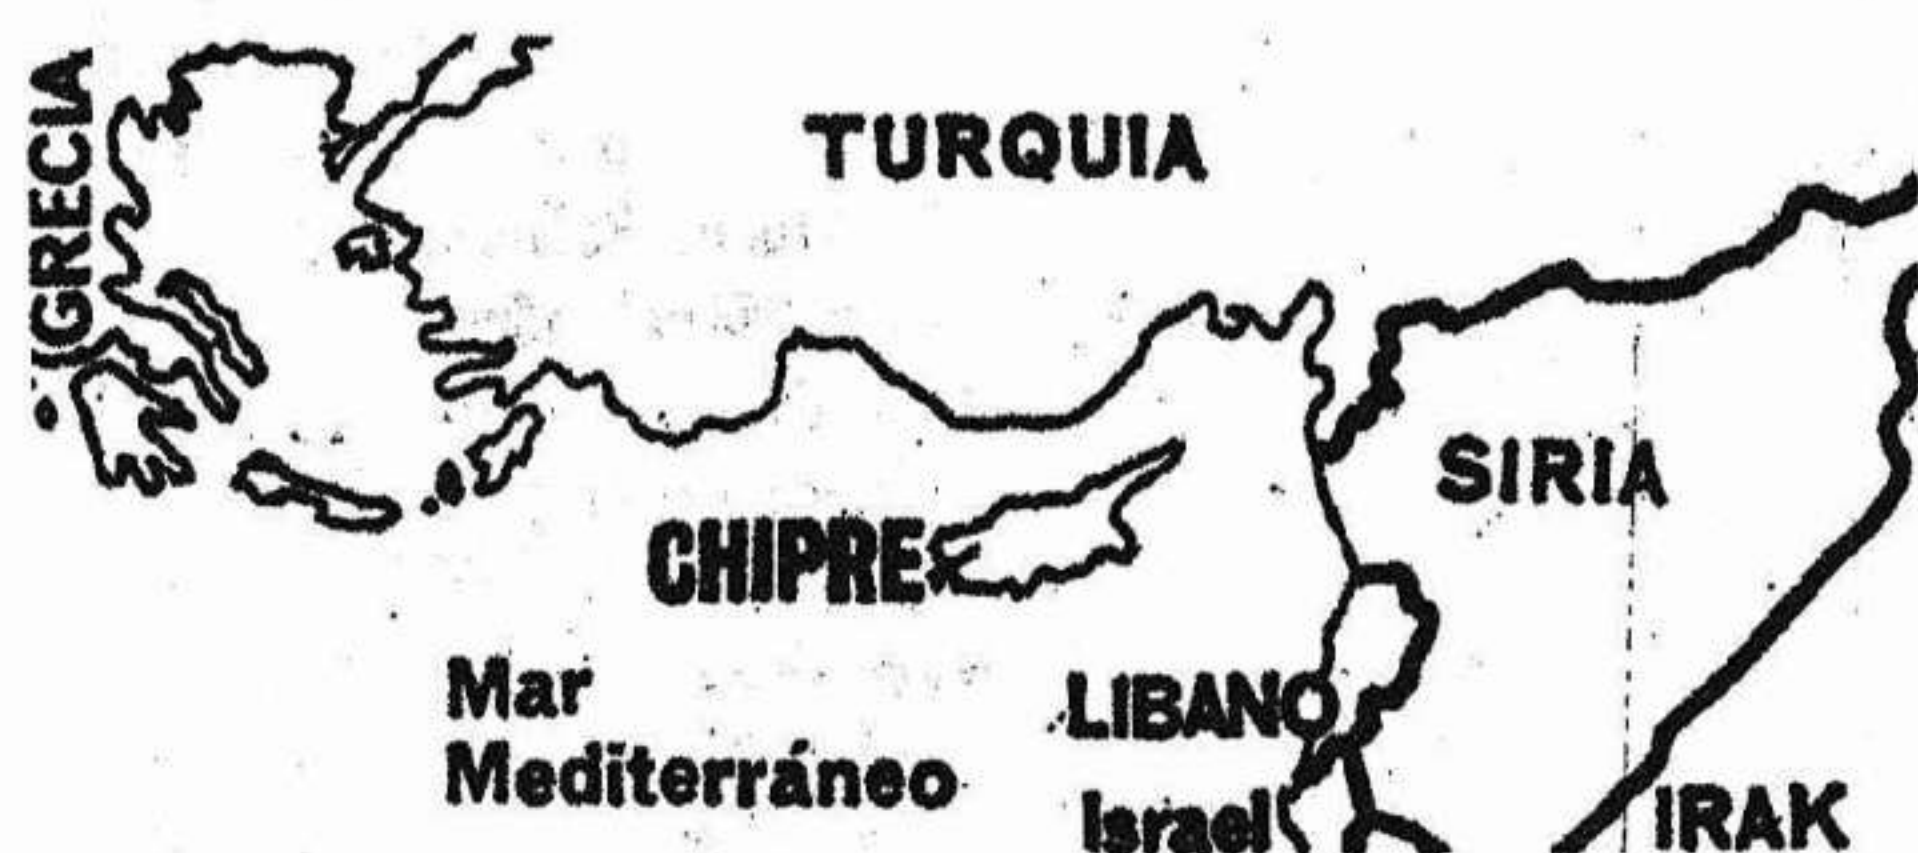 GRECIA
TURQUIA
SIRIA
CHIPRE
Mar
Mediterráneo
LIBANO
Israel
IRAK